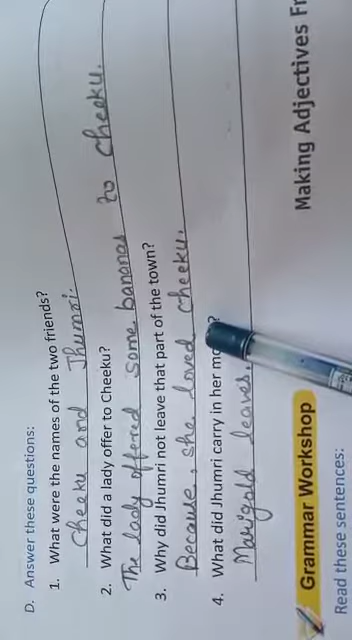 D. Answer these questions:
1. What were the names of the two friends?
Cheeku and Jhumri.
2. What did a lady offer to Cheeku?
The lady offered some bananas to cheeku.
3. Why did Jhumri not leave that part of the town?
Because, she loved cheeku.
4. What did Jhumri carry in her ?
Marigold leaves.
Grammar Workshop
Making Adjectives
Read these sentences: